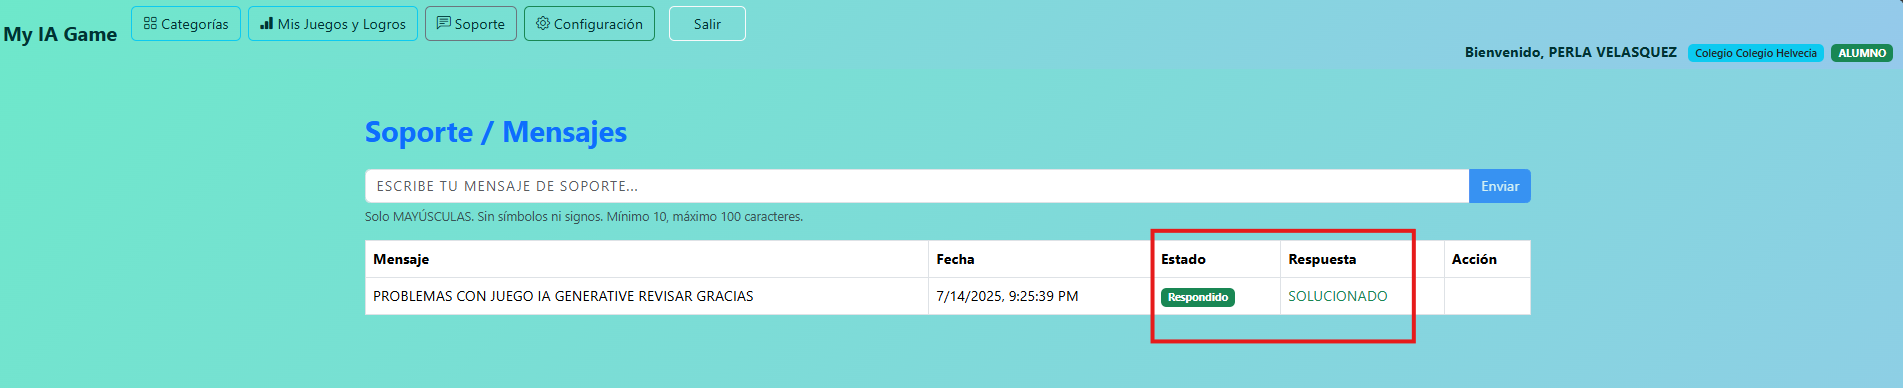 My IA Game
Categorías
Mis Juegos y Logros
Soporte
Configuración
Salir
Bienvenido, PERLA VELASQUEZ Colegio Colegio Helvecia ALUMNO
Soporte / Mensajes
ESCRIBE TU MENSAJE DE SOPORTE... Enviar
Solo MAYÚSCULAS. Sin símbolos ni signos. Mínimo 10, máximo 100 caracteres.
Mensaje Fecha Estado Respuesta Acción
PROBLEMAS CON JUEGO IA GENERATIVE REVISAR GRACIAS 7/14/2025, 9:25:39 PM Respondido SOLUCIONADO